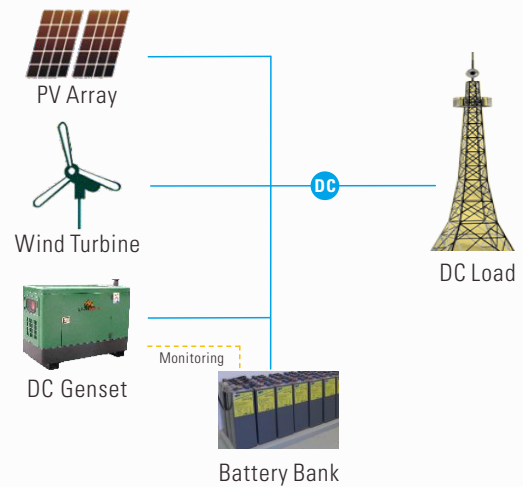 PV Array
Wind Turbine
DC
DC Load
DC Genset
Monitoring
Battery Bank